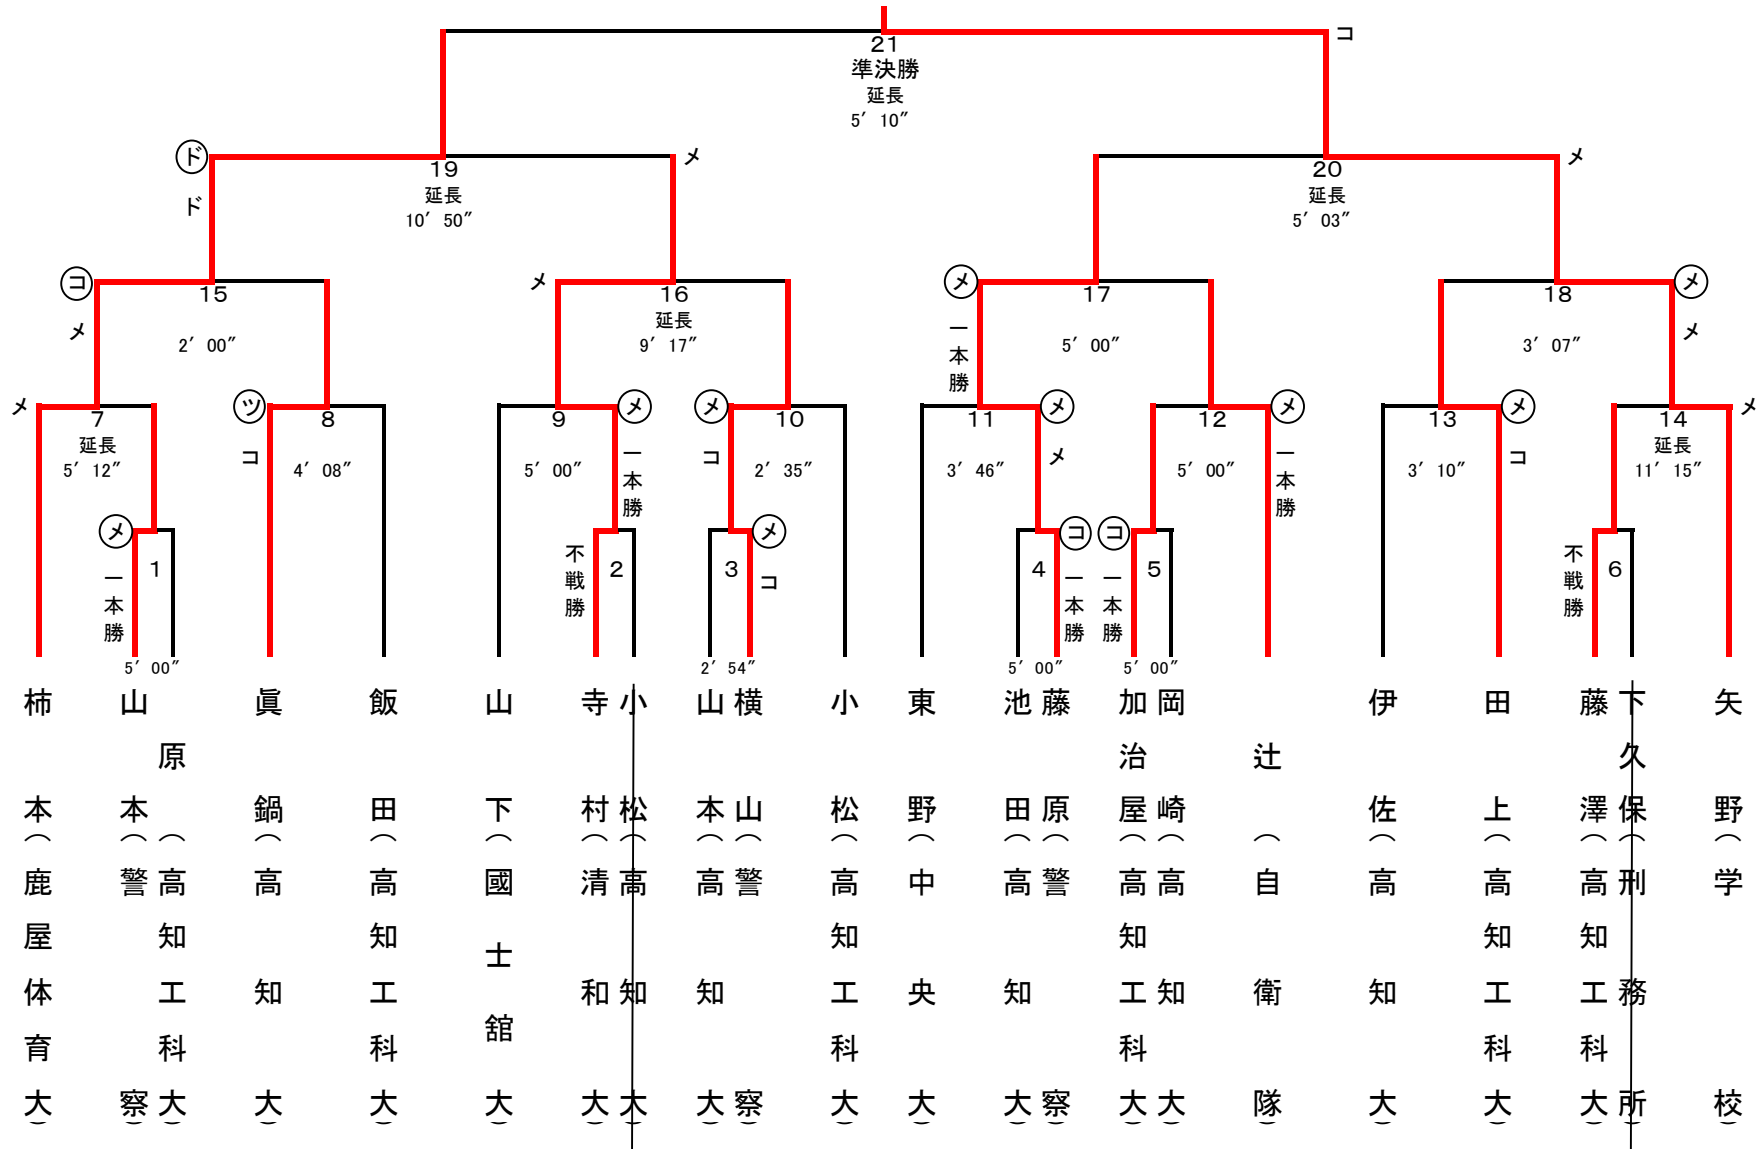 コ
21
準決勝
延長
5′ 10″
ド
ド
19
延長
10′ 50″
メ
20
延長
5′ 03″
メ
コ
メ
15
2′ 00″
メ
16
延長
9′ 17″
メ
一本勝
17
5′ 00″
18
3′ 07″
メ
メ
メ
7
延長
5′ 12″
ツ
コ
8
4′ 08″
9
5′ 00″
メ
一本勝
メ
コ
10
2′ 35″
11
3′ 46″
メ
メ
12
5′ 00″
メ
一本勝
13
3′ 10″
メ
コ
14
延長
11′ 15″
メ
メ
一本勝
1
5′ 00″
不戦勝
2
3
メ
コ
2′ 54″
4
コ
一本勝
5′ 00″
コ
一本勝
5
5′ 00″
不戦勝
6
柿本（鹿屋体育大）
山本（警察）
原（高知工科大）
眞鍋（高知大）
飯田（高知工科大）
山下（國士舘大）
寺村（清和大）
小松（高知大）
山本（高知大）
横山（警察）
小松（高知工科大）
東野（中央大）
池田（高知大）
藤原（警察）
加治屋（高知工科大）
岡崎（高知大）
辻（自衛隊）
伊佐（高知大）
田上（高知工科大）
藤澤（高知工科大）
下久保（刑務所）
矢野（学校）